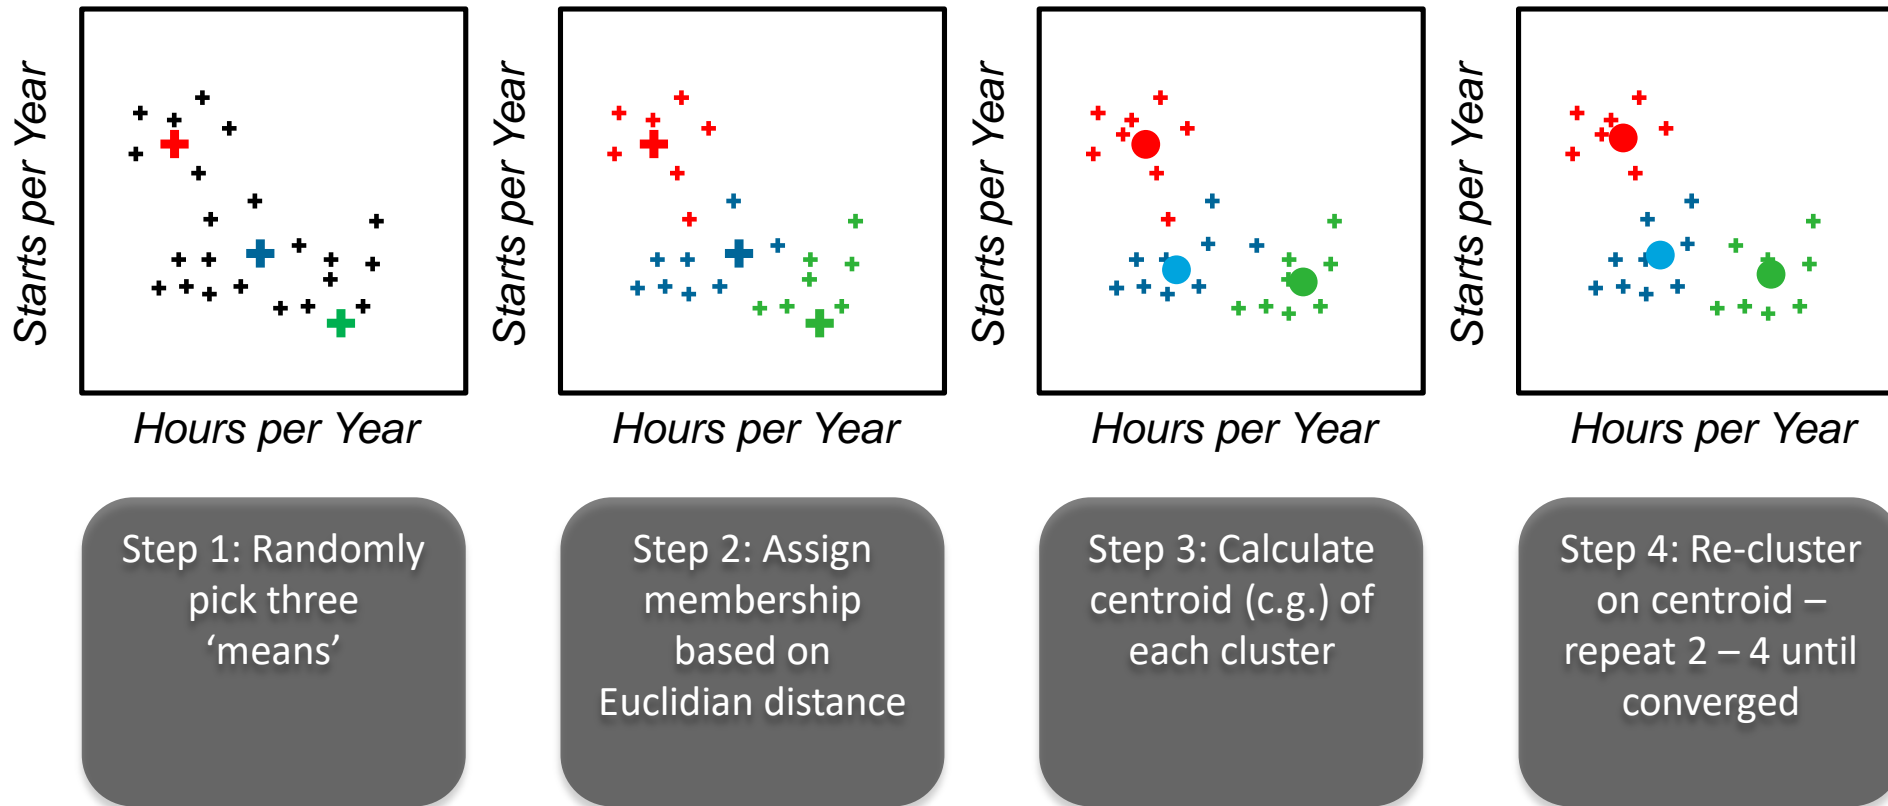 Starts per Year
Hours per Year
Starts per Year
Hours per Year
Starts per Year
Hours per Year
Starts per Year
Hours per Year
Step 1: Randomly
pick three
‘means’
Step 2: Assign
membership
based on
Euclidian distance
Step 3: Calculate
centroid (c.g.) of
each cluster
Step 4: Re-cluster
on centroid –
repeat 2 – 4 until
converged